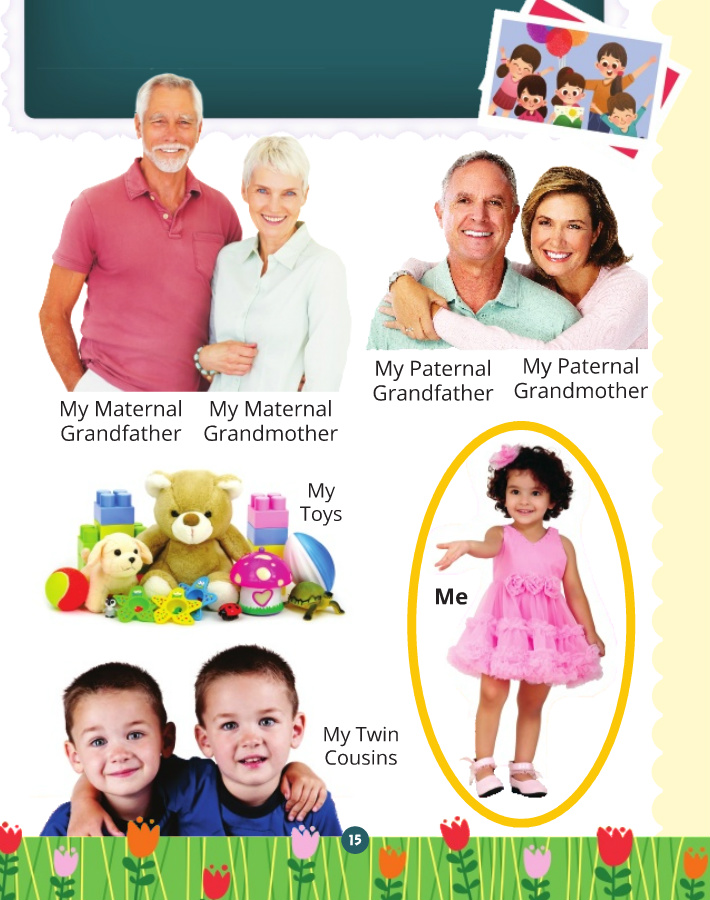 My Maternal
Grandfather
My Maternal
Grandmother
My Paternal
Grandfather
My Paternal
Grandmother
My
Toys
Me
My Twin
Cousins
15